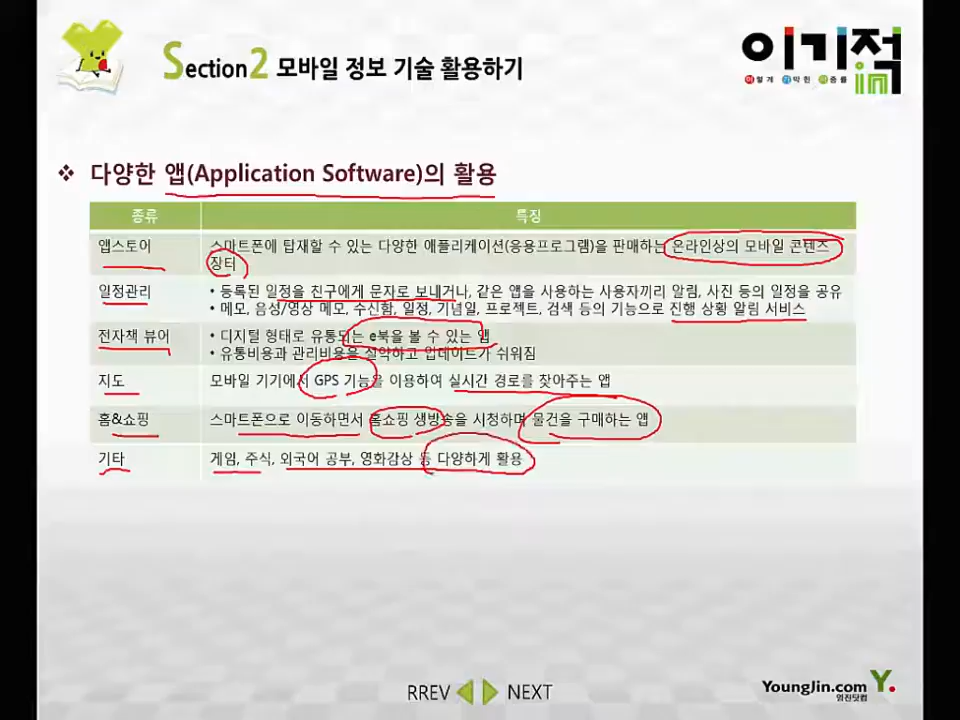 Section2 모바일 정보 기술 활용하기
이기적in
이렇게 기막힌 적중률
❖ 다양한 앱(Application Software)의 활용
종류 특징
앱스토어 스마트폰에 탑재할 수 있는 다양한 애플리케이션(응용프로그램)을 판매하는 온라인상의 모바일 콘텐츠
장터
일정관리 • 등록된 일정을 친구에게 문자로 보내거나, 같은 앱을 사용하는 사용자끼리 알림, 사진 등의 일정을 공유
• 메모, 음성/영상 메모, 수신함, 일정, 기념일, 프로젝트, 검색 등의 기능으로 진행 상황 알림 서비스
전자책 뷰어 • 디지털 형태로 유통되는 e북을 볼 수 있는 앱
• 유통비용과 관리비용을 절약하고 업데이트가 쉬워짐
지도 모바일 기기에서 GPS 기능을 이용하여 실시간 경로를 찾아주는 앱
홈&쇼핑 스마트폰으로 이동하면서 홈쇼핑 생방송을 시청하며 물건을 구매하는 앱
기타 게임, 주식, 외국어 공부, 영화감상 등 다양하게 활용
RREV NEXT
YoungJin.com Y.
영진닷컴